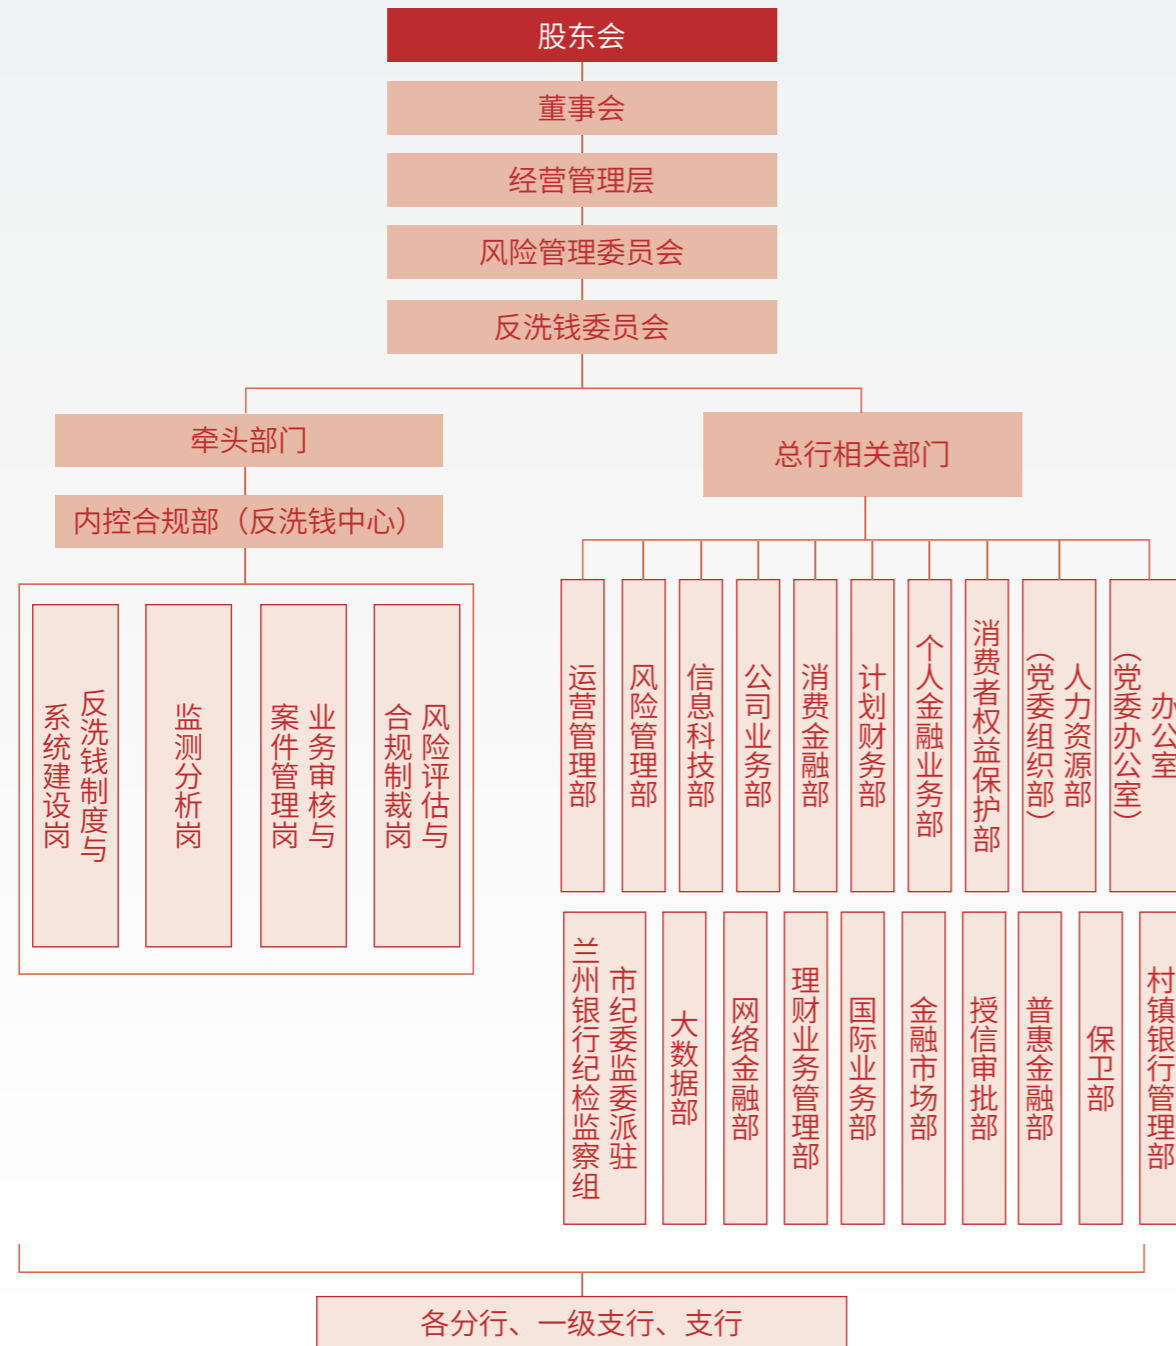 股东会
董事会
经营管理层
风险管理委员会
反洗钱委员会
牵头部门
总行相关部门
内控合规部（反洗钱中心）
反洗钱制度与
系统建设岗
监测分析岗
业务审核与
案件管理岗
风险评估与
合规制裁岗
运营管理部
风险管理部
信息科技部
公司业务部
消费金融部
计划财务部
个人金融业务部
消费者权益保护部
人力资源部
（党委组织部）
办公室
（党委办公室）
市纪委监委派驻
兰州银行纪检监察组
大数据部
网络金融部
理财业务管理部
国际业务部
金融市场部
授信审批部
普惠金融部
保卫部
村镇银行管理部
各分行、一级支行、支行